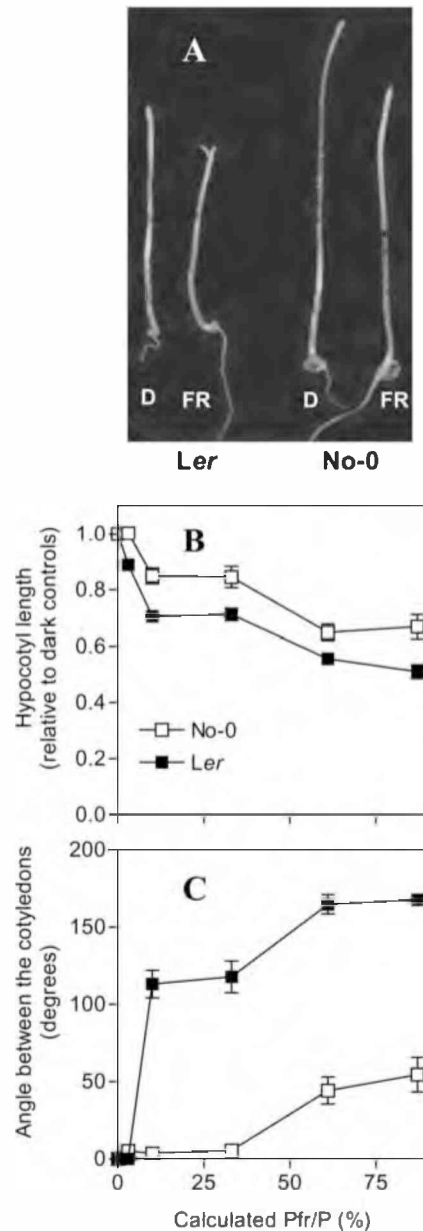 A
D FR D FR
Ler No-0
B
Hypocotyl length
(relative to dark controls)
1.0
0.8
0.6
0.4
0.2
0.0
No-0
Ler
C
Angle between the cotyledons
(degrees)
200
150
100
50
0
0 25 50 75
Calculated Pfr/P (%)